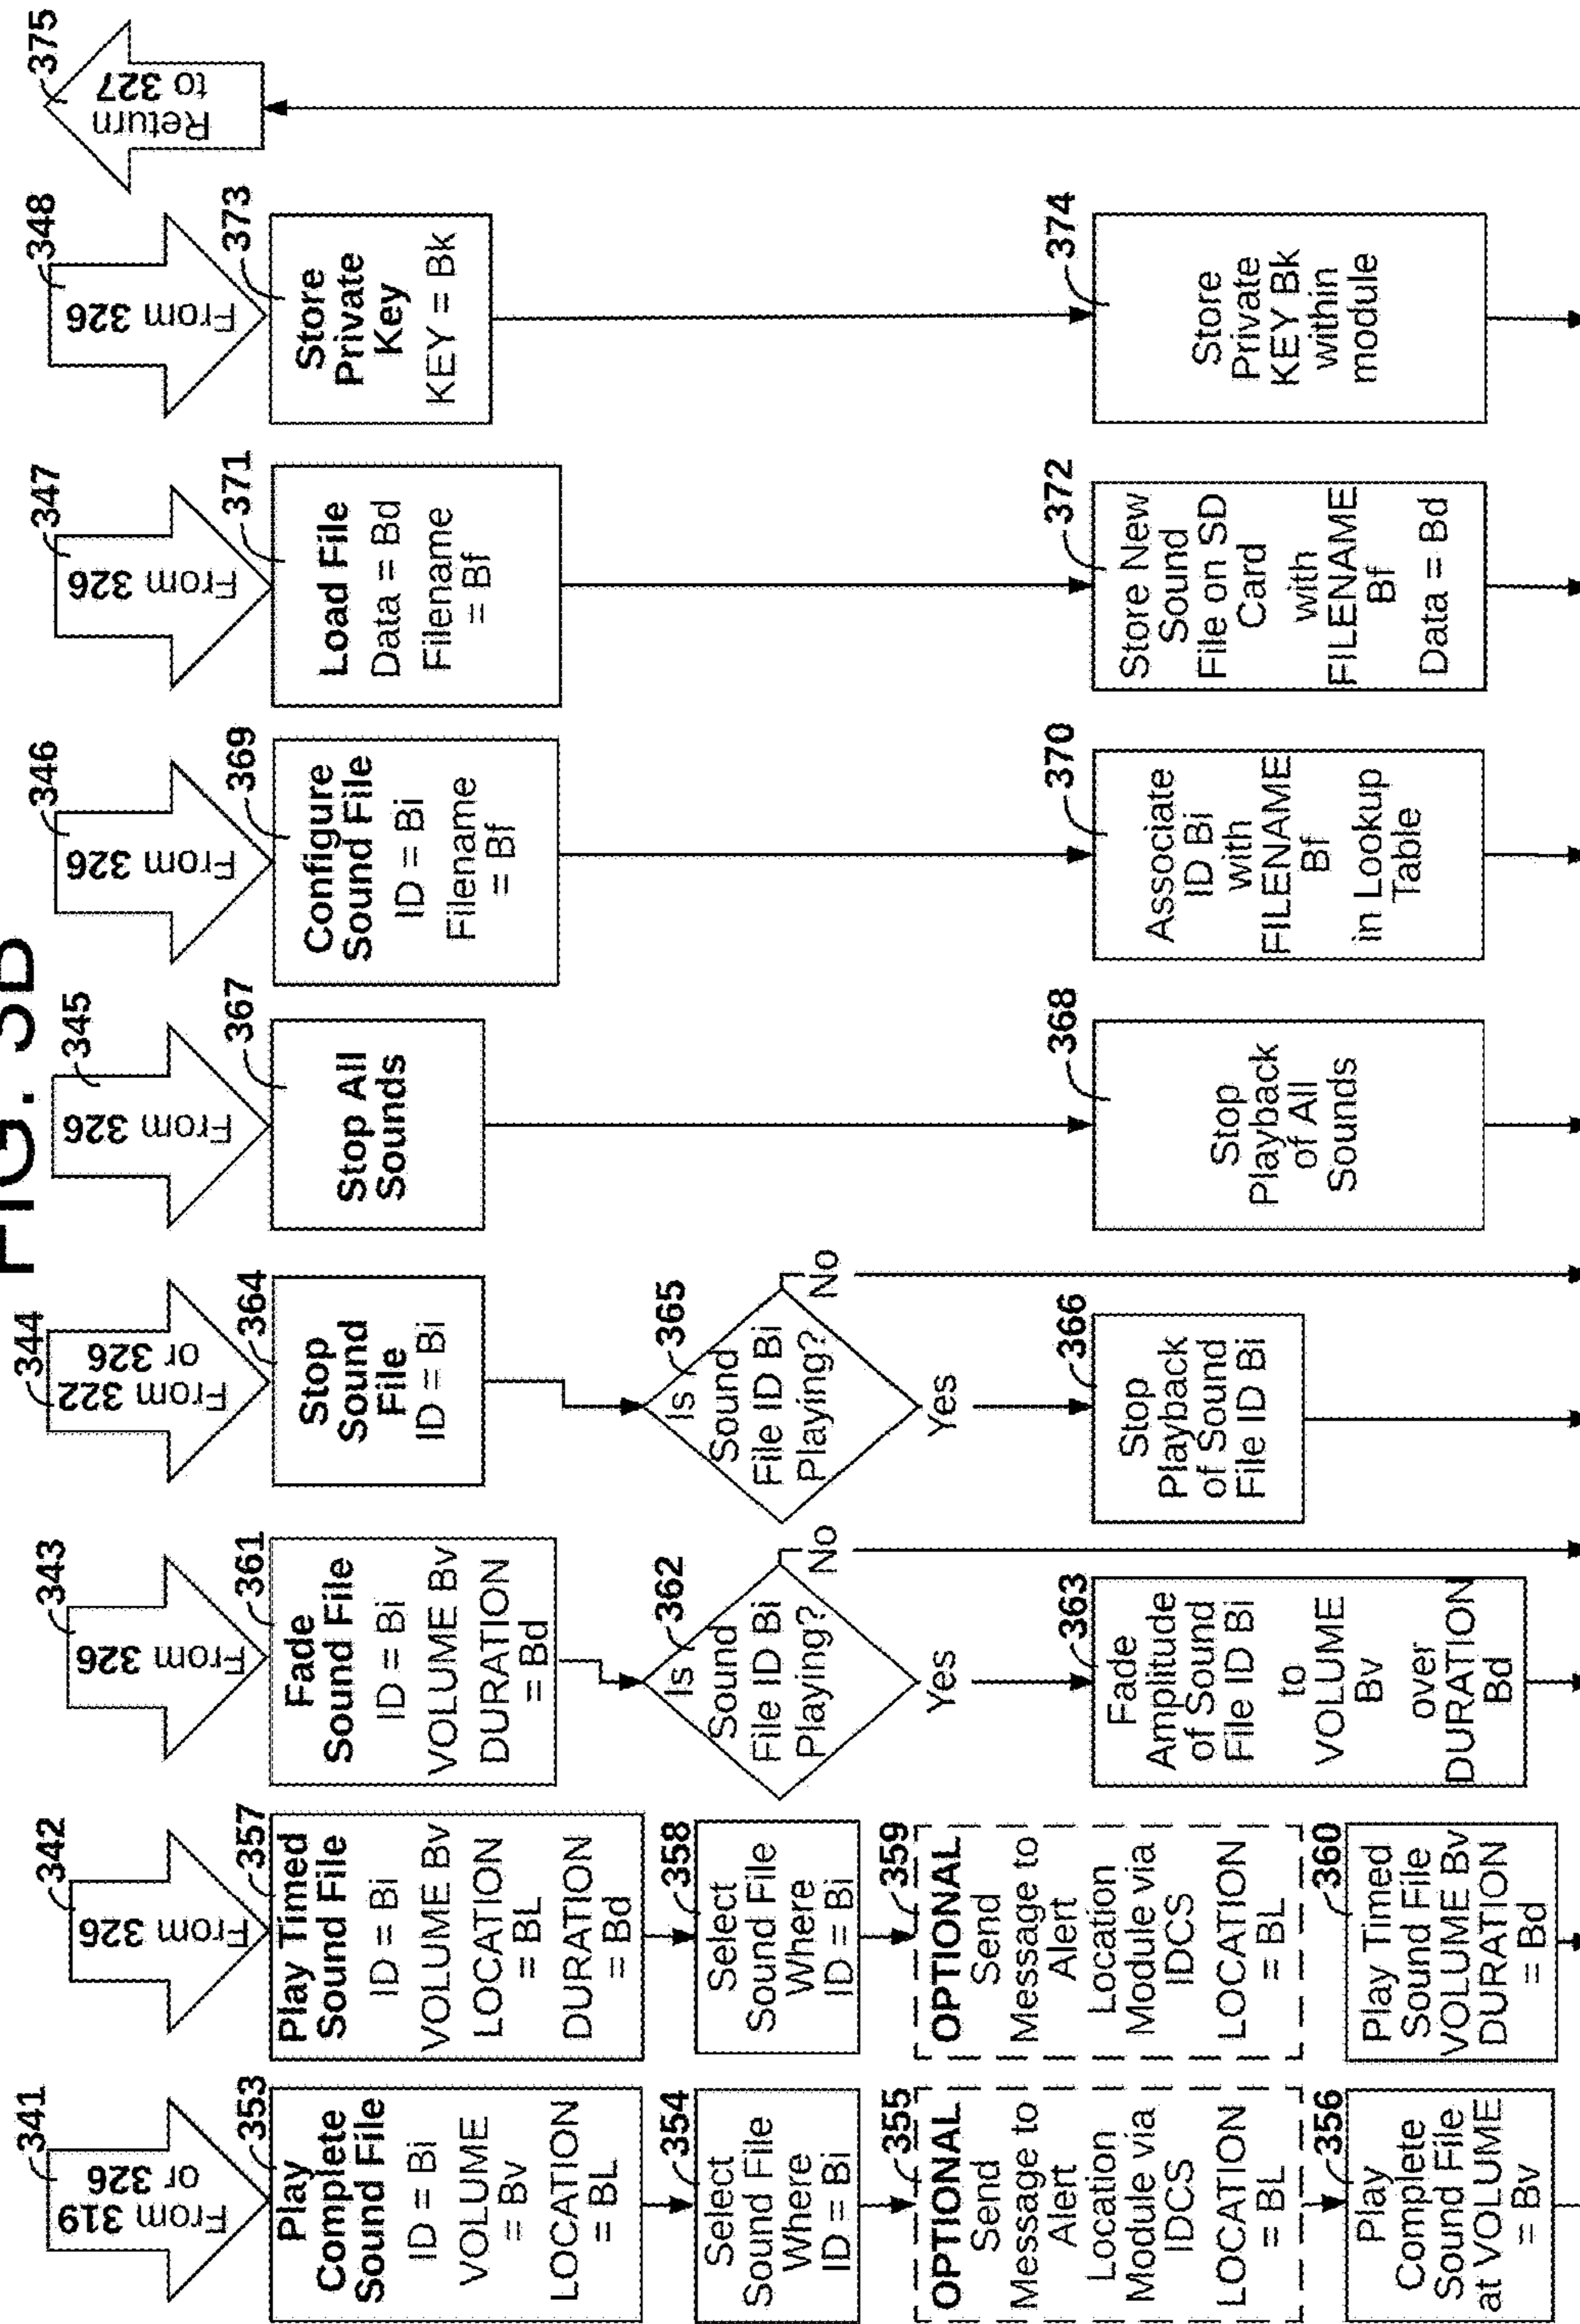 FIG. 3B
341
From 319
or 326
353
Play
Complete
Sound File
ID = Bi
VOLUME
= Bv
LOCATION
= BL
354
Select
Sound File
Where
ID = Bi
355
OPTIONAL
Send
Message to
Alert
Location
Module via
IDCS
LOCATION
= BL
356
Play
Complete
Sound File
at VOLUME
= Bv
342
From 326
357
Play Timed
Sound File
ID = Bi
VOLUME Bv
LOCATION
= BL
DURATION
= Bd
358
Select
Sound File
Where
ID = Bi
359
OPTIONAL
Send
Message to
Alert
Location
Module via
IDCS
LOCATION
= BL
360
Play Timed
Sound File
VOLUME Bv
DURATION
= Bd
343
From 326
361
Fade
Sound File
ID = Bi
VOLUME Bv
DURATION
= Bd
362
Is
Sound
File ID Bi
Playing?
No
Yes
363
Fade
Amplitude
of Sound
File ID Bi
to
VOLUME
Bv
over
DURATION
Bd
344
From 322
or 326
364
Stop
Sound
File
ID = Bi
365
Is
Sound
File ID Bi
Playing?
No
Yes
366
Stop
Playback
of Sound
File ID Bi
345
From 326
367
Stop All
Sounds
368
Stop
Playback
of All
Sounds
346
From 326
369
Configure
Sound File
ID = Bi
Filename
= Bf
370
Associate
ID Bi
with
FILENAME
Bf
in Lookup
Table
347
From 326
371
Load File
Data = Bd
Filename
= Bf
372
Store New
Sound
File on SD
Card
with
FILENAME
Bf
Data = Bd
348
From 326
373
Store
Private
Key
KEY = Bk
374
Store
Private
KEY Bk
within
module
375
Return
to 327